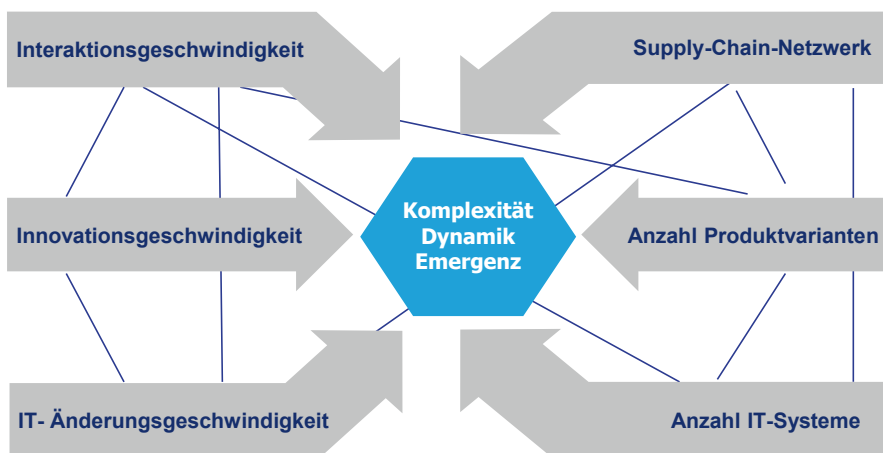 Interaktionsgeschwindigkeit
Supply-Chain-Netzwerk
Innovationsgeschwindigkeit
Komplexität
Dynamik
Emergenz
Anzahl Produktvarianten
IT- Änderungsgeschwindigkeit
Anzahl IT-Systeme